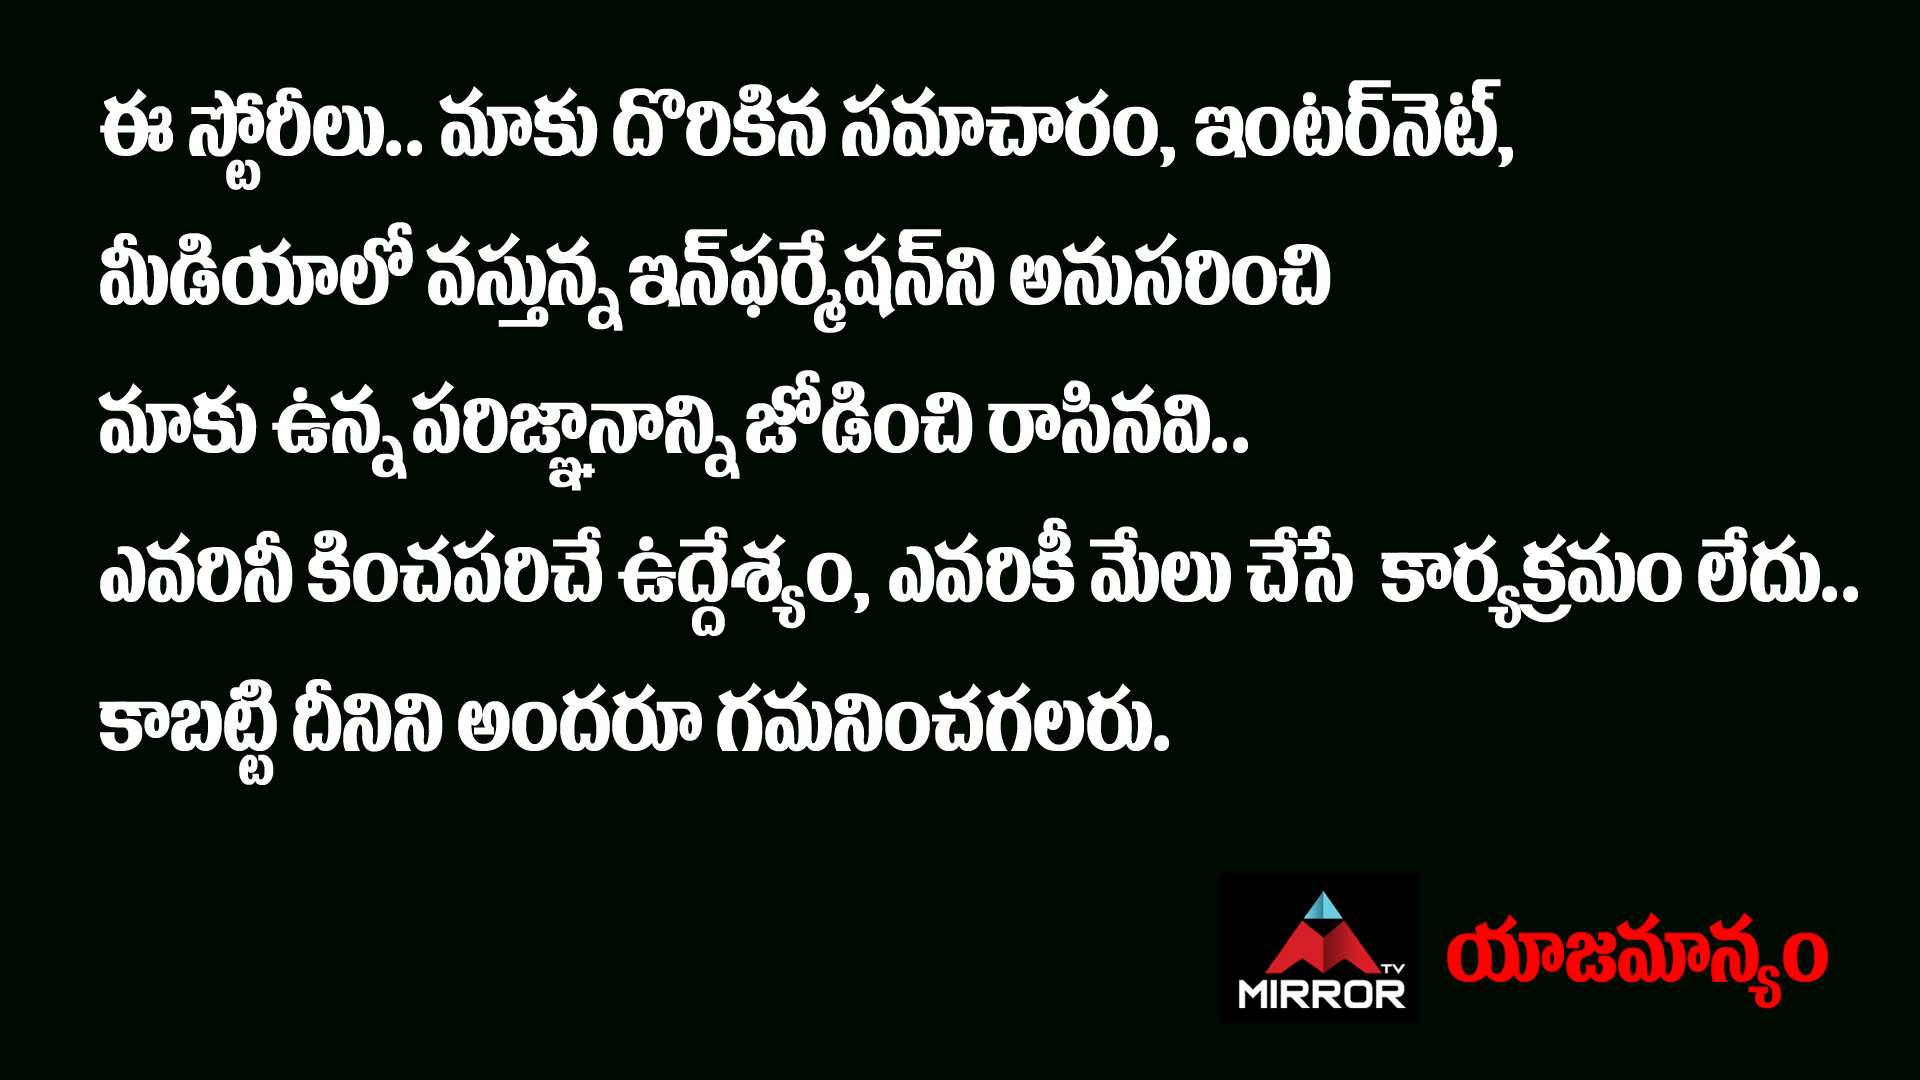 ఈ స్టోరీలు.. మాకు దొరికిన సమాచారం, ఇంటర్‌నెట్,
మీడియాలో వస్తున్న ఇన్‌ఫర్మేషన్‌ని అనుసరించి
మాకు ఉన్న పరిజ్ఞానాన్ని జోడించి రాసినవి..
ఎవరినీ కించపరిచే ఉద్దేశ్యం, ఎవరికీ మేలు చేసే కార్యక్రమం లేదు..
కాబట్టి దీనిని అందరూ గమనించగలరు.
TV
MIRROR
యాజమాన్యం